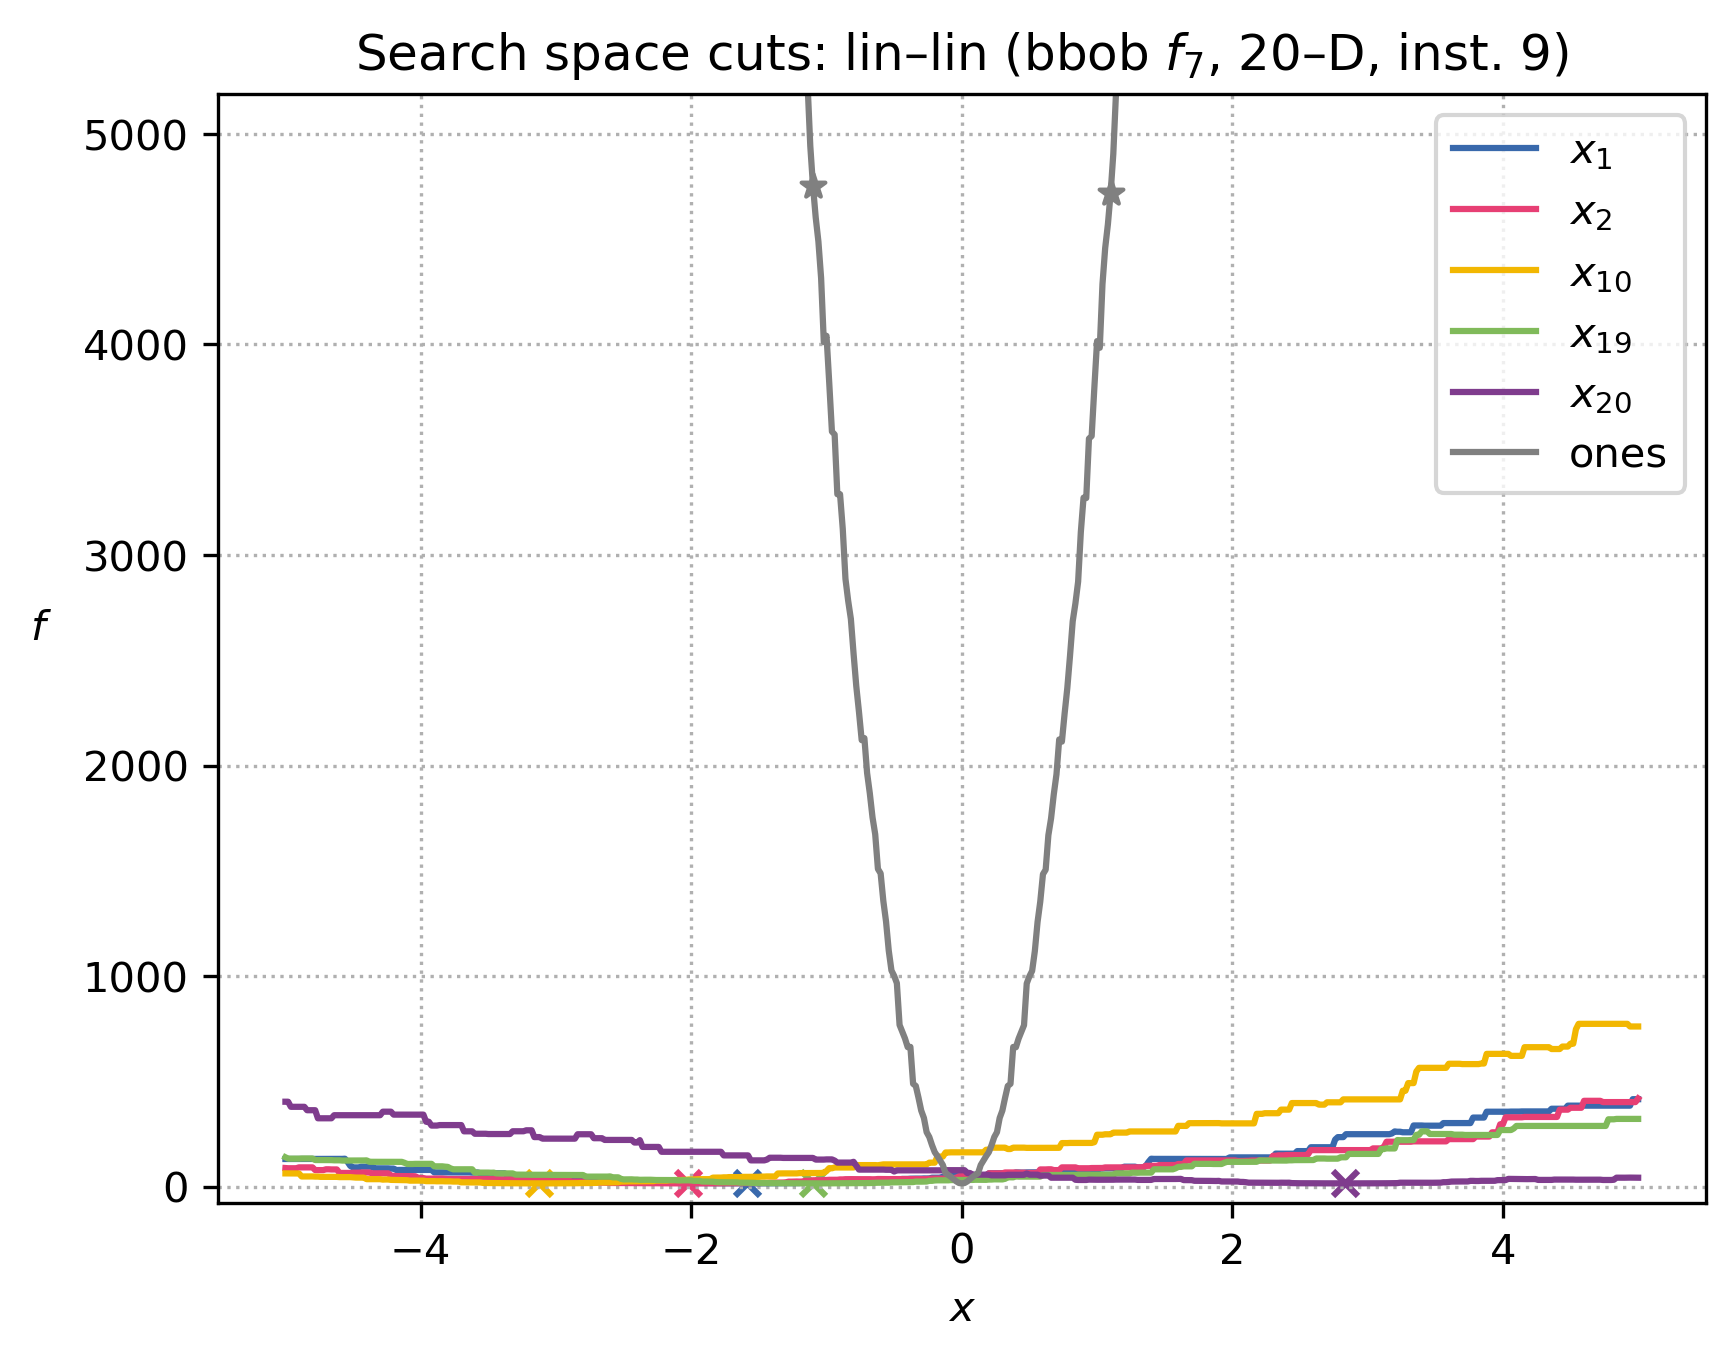 Search space cuts: lin–lin (bbob f₇, 20–D, inst. 9)
5000
4000
3000
2000
1000
0
f
−4 −2 0 2 4
x
x₁
x₂
x₁₀
x₁₉
x₂₀
ones